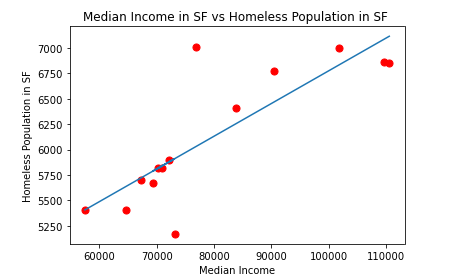 Median Income in SF vs Homeless Population in SF
Homeless Population in SF
7000
6750
6500
6250
6000
5750
5500
5250
60000 70000 80000 90000 100000 110000
Median Income